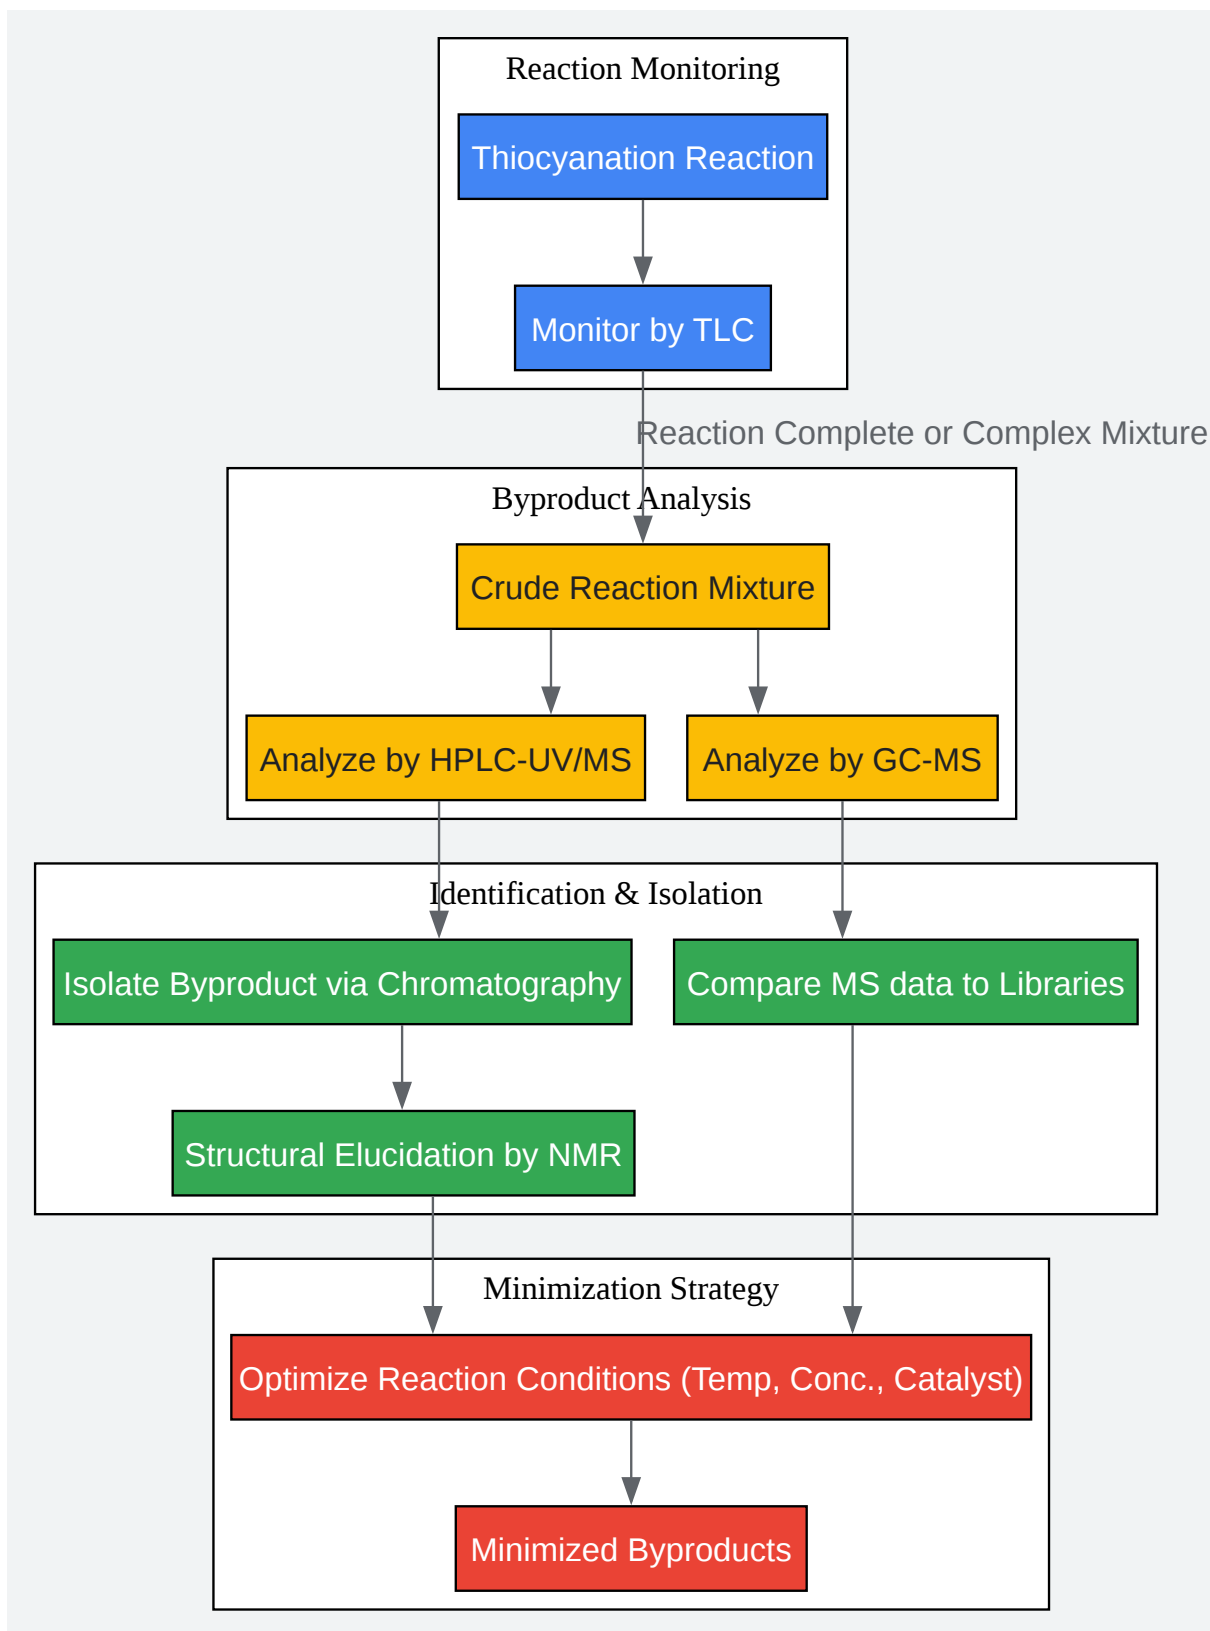 Reaction Monitoring
Thiocyanation Reaction
Monitor by TLC
Reaction Complete or Complex Mixture
Byproduct Analysis
Crude Reaction Mixture
Analyze by HPLC-UV/MS
Analyze by GC-MS
Identification & Isolation
Isolate Byproduct via Chromatography
Compare MS data to Libraries
Structural Elucidation by NMR
Minimization Strategy
Optimize Reaction Conditions (Temp, Conc., Catalyst)
Minimized Byproducts